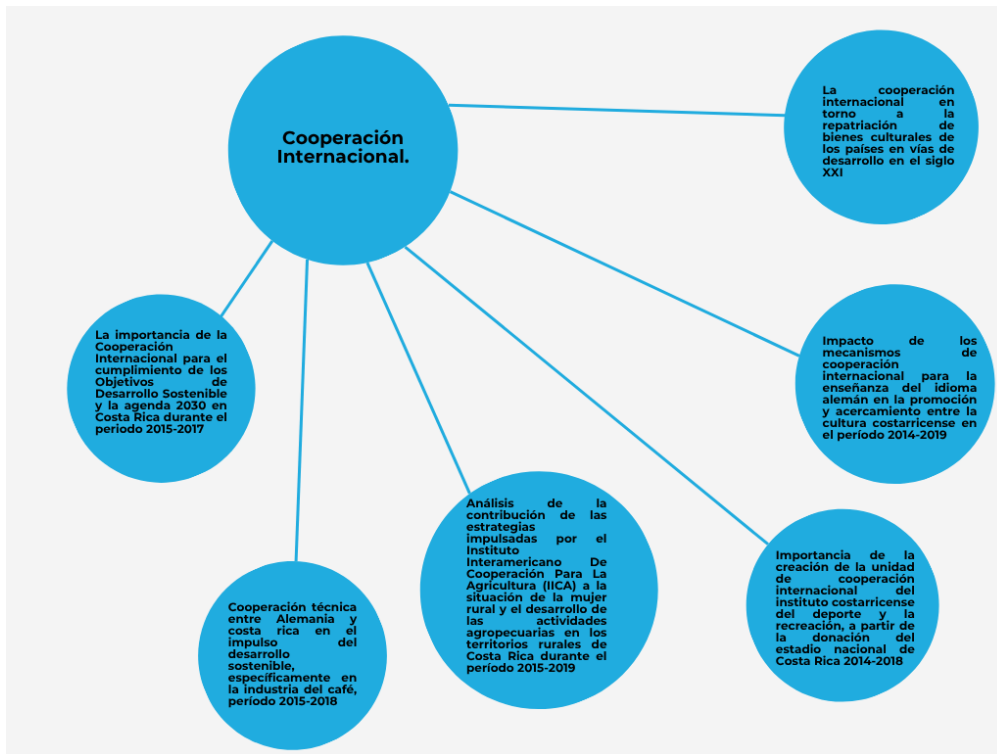 Cooperación
Internacional.
La cooperación
internacional en
torno a la
repatriación de
bienes culturales de
los países en vías de
desarrollo en el siglo
XXI
La importancia de la
Cooperación
Internacional para el
cumplimiento de los
Objetivos de
Desarrollo Sostenible
y la agenda 2030 en
Costa Rica durante el
periodo 2015-2017
Impacto de los
mecanismos de
cooperación
internacional para la
enseñanza del idioma
alemán en la promoción
y acercamiento entre la
cultura costarricense en
el período 2014-2019
Análisis de la
contribución de las
estrategias
impulsadas por el
Instituto
Interamericano De
Cooperación Para La
Agricultura (IICA) a la
situación de la mujer
rural y el desarrollo de
las actividades
agropecuarias en los
territorios rurales de
Costa Rica durante el
período 2015-2019
Importancia de la
creación de la unidad
de cooperación
internacional del
instituto costarricense
del deporte y la
recreación, a partir de
la donación del
estadio nacional de
Costa Rica 2014-2018
Cooperación técnica
entre Alemania y
costa rica en el
impulso del
desarrollo
sostenible,
específicamente en
la industria del café,
período 2015-2018